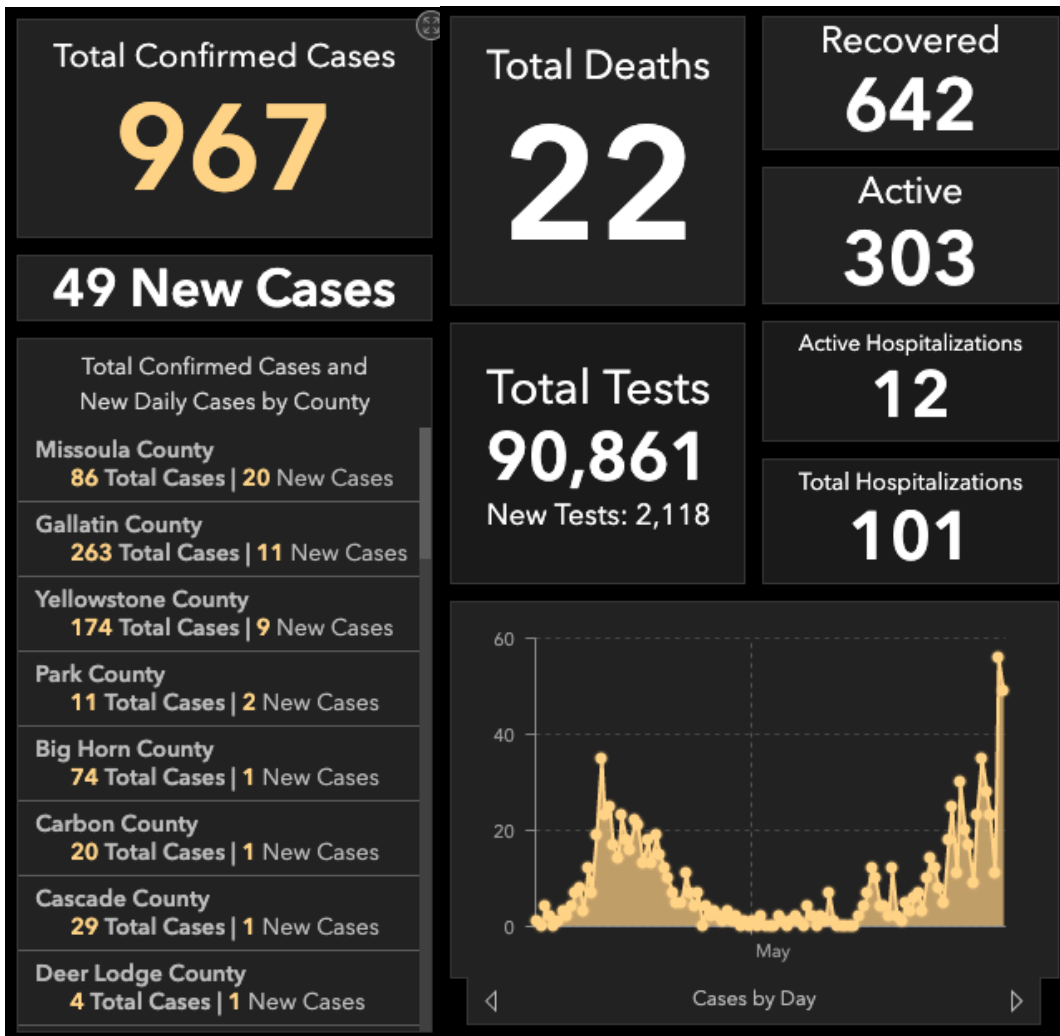 Total Confirmed Cases
967
49 New Cases
Total Confirmed Cases and
New Daily Cases by County
Missoula County
86 Total Cases | 20 New Cases
Gallatin County
263 Total Cases | 11 New Cases
Yellowstone County
174 Total Cases | 9 New Cases
Park County
11 Total Cases | 2 New Cases
Big Horn County
74 Total Cases | 1 New Cases
Carbon County
20 Total Cases | 1 New Cases
Cascade County
29 Total Cases | 1 New Cases
Deer Lodge County
4 Total Cases | 1 New Cases
Total Deaths
22
Total Tests
90,861
New Tests: 2,118
Recovered
642
Active
303
Active Hospitalizations
12
Total Hospitalizations
101
60
40
20
0
May
Cases by Day